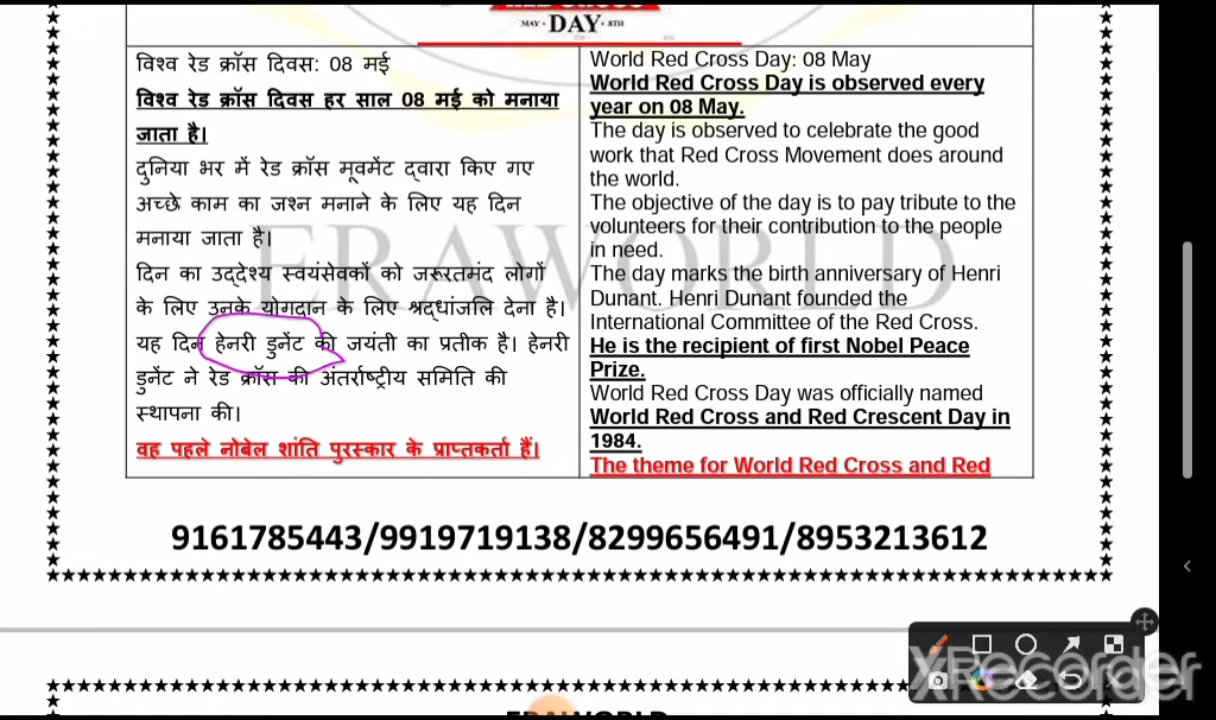 MAY · DAY · 8TH
विश्व रेड क्रॉस दिवस: 08 मई
विश्व रेड क्रॉस दिवस हर साल 08 मई को मनाया
जाता है।
दुनिया भर में रेड क्रॉस मूवमेंट द्वारा किए गए
अच्छे काम का जश्न मनाने के लिए यह दिन
मनाया जाता है।
दिन का उद्देश्य स्वयंसेवकों को जरूरतमंद लोगों
के लिए उनके योगदान के लिए श्रद्धांजलि देना है।
यह दिन हेनरी डुनेंट की जयंती का प्रतीक है। हेनरी
डुनेंट ने रेड क्रॉस की अंतर्राष्ट्रीय समिति की
स्थापना की।
वह पहले नोबेल शांति पुरस्कार के प्राप्तकर्ता हैं।
World Red Cross Day: 08 May
World Red Cross Day is observed every
year on 08 May.
The day is observed to celebrate the good
work that Red Cross Movement does around
the world.
The objective of the day is to pay tribute to the
volunteers for their contribution to the people
in need.
The day marks the birth anniversary of Henri
Dunant. Henri Dunant founded the
International Committee of the Red Cross.
He is the recipient of first Nobel Peace
Prize.
World Red Cross Day was officially named
World Red Cross and Red Crescent Day in
1984.
The theme for World Red Cross and Red
ERAWORLD
9161785443/9919719138/8299656491/8953213612
XRecorder
ERAWORLD